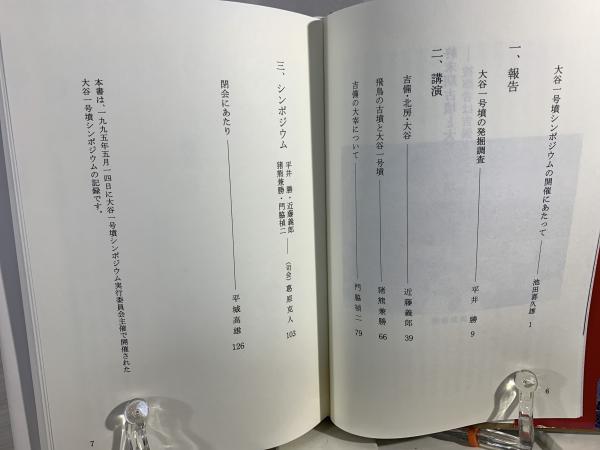 大谷一号墳シンポジウムの開催にあたって――池田喜久雄 1
一、報告
大谷一号墳の発掘調査――平井 勝 9
二、講演
吉備・北房・大谷――近藤義郎 39
飛鳥の古墳と大谷一号墳――猪熊兼勝 66
吉備の大宰について――門脇禎二 79
6
三、シンポジウム
平井 勝・近藤義郎
猪熊兼勝・門脇禎二――（司会）葛原克人 103
閉会にあたり――平城高雄 126
本書は、一九九五年五月一四日に大谷一号墳シンポジウム実行委員会主催で開催された
大谷一号墳シンポジウムの記録です。
7